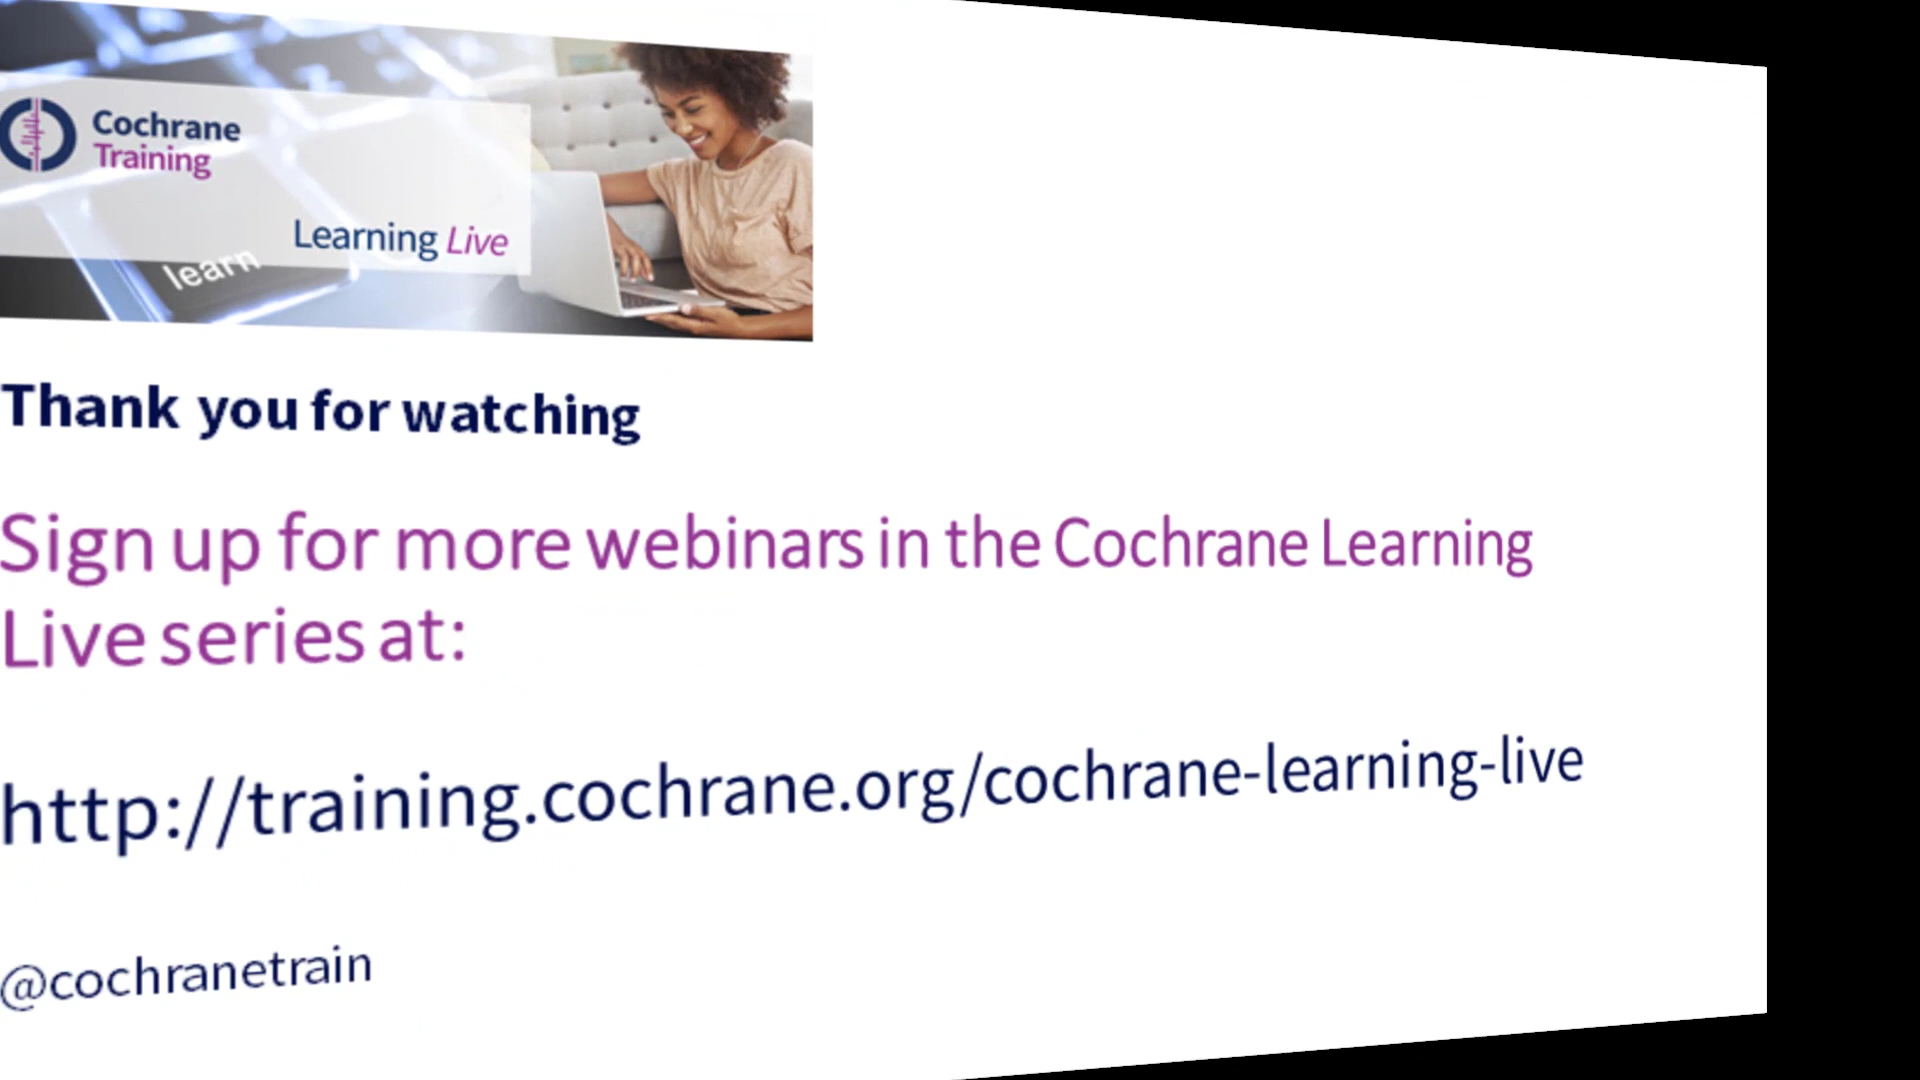 Cochrane
Training
Learning Live
learn
Thank you for watching
Sign up for more webinars in the Cochrane Learning
Live series at:
http://training.cochrane.org/cochrane-learning-live
@cochranetrain